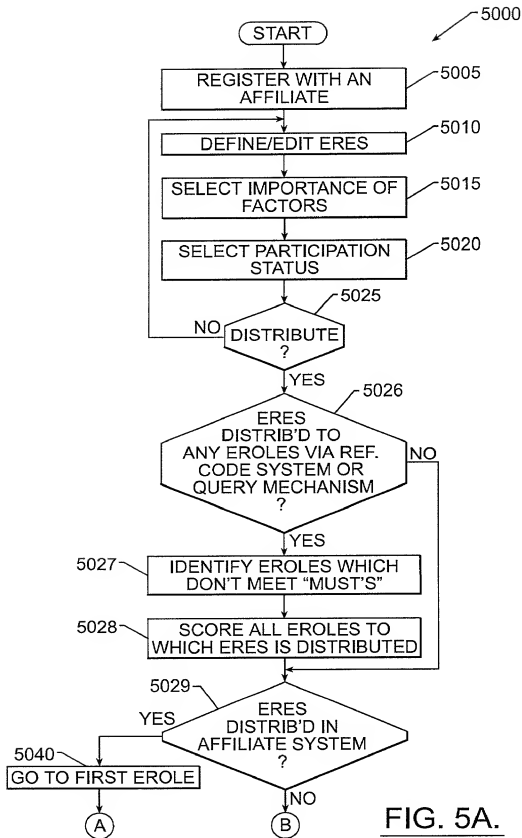 START
5000
REGISTER WITH AN
AFFILIATE
5005
DEFINE/EDIT ERES
5010
SELECT IMPORTANCE OF
FACTORS
5015
SELECT PARTICIPATION
STATUS
5020
5025
NO
DISTRIBUTE
?
YES
5026
ERES
DISTRIB'D TO
ANY EROLES VIA REF.
CODE SYSTEM OR
QUERY MECHANISM
?
NO
YES
5027
IDENTIFY EROLES WHICH
DON'T MEET "MUST'S"
5028
SCORE ALL EROLES TO
WHICH ERES IS DISTRIBUTED
5029
YES
ERES
DISTRIB'D IN
AFFILIATE SYSTEM
?
5040
GO TO FIRST EROLE
NO
A
B
FIG. 5A.